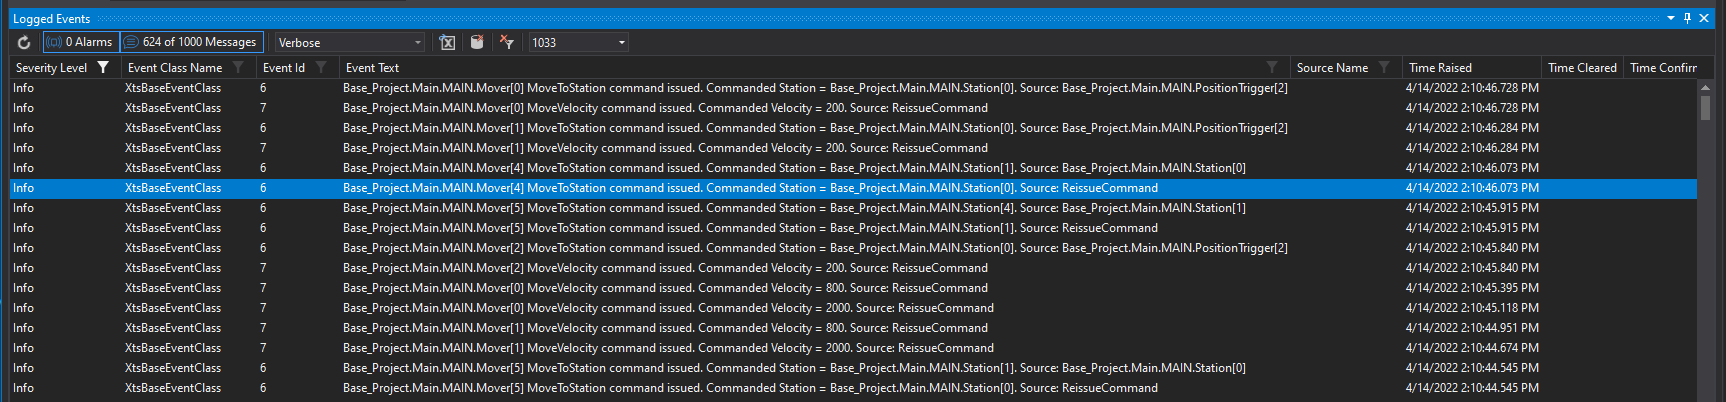 Logged Events
0 Alarms 624 of 1000 Messages Verbose 1033
Severity Level Event Class Name Event Id Event Text Source Name Time Raised Time Cleared Time Confirm
Info XtsBaseEventClass 6 Base_Project.Main.MAIN.Mover[0] MoveToStation command issued. Commanded Station = Base_Project.Main.MAIN.Station[0]. Source: Base_Project.Main.MAIN.PositionTrigger[2] 4/14/2022 2:10:46.728 PM
Info XtsBaseEventClass 7 Base_Project.Main.MAIN.Mover[0] MoveVelocity command issued. Commanded Velocity = 200. Source: ReissueCommand 4/14/2022 2:10:46.728 PM
Info XtsBaseEventClass 6 Base_Project.Main.MAIN.Mover[1] MoveToStation command issued. Commanded Station = Base_Project.Main.MAIN.Station[0]. Source: Base_Project.Main.MAIN.PositionTrigger[2] 4/14/2022 2:10:46.284 PM
Info XtsBaseEventClass 7 Base_Project.Main.MAIN.Mover[1] MoveVelocity command issued. Commanded Velocity = 200. Source: ReissueCommand 4/14/2022 2:10:46.284 PM
Info XtsBaseEventClass 6 Base_Project.Main.MAIN.Mover[4] MoveToStation command issued. Commanded Station = Base_Project.Main.MAIN.Station[1]. Source: Base_Project.Main.MAIN.Station[0] 4/14/2022 2:10:46.073 PM
Info XtsBaseEventClass 6 Base_Project.Main.MAIN.Mover[4] MoveToStation command issued. Commanded Station = Base_Project.Main.MAIN.Station[0]. Source: ReissueCommand 4/14/2022 2:10:46.073 PM
Info XtsBaseEventClass 6 Base_Project.Main.MAIN.Mover[5] MoveToStation command issued. Commanded Station = Base_Project.Main.MAIN.Station[4]. Source: Base_Project.Main.MAIN.Station[1] 4/14/2022 2:10:45.915 PM
Info XtsBaseEventClass 6 Base_Project.Main.MAIN.Mover[5] MoveToStation command issued. Commanded Station = Base_Project.Main.MAIN.Station[1]. Source: ReissueCommand 4/14/2022 2:10:45.915 PM
Info XtsBaseEventClass 6 Base_Project.Main.MAIN.Mover[2] MoveToStation command issued. Commanded Station = Base_Project.Main.MAIN.Station[0]. Source: Base_Project.Main.MAIN.PositionTrigger[2] 4/14/2022 2:10:45.840 PM
Info XtsBaseEventClass 7 Base_Project.Main.MAIN.Mover[2] MoveVelocity command issued. Commanded Velocity = 200. Source: ReissueCommand 4/14/2022 2:10:45.840 PM
Info XtsBaseEventClass 7 Base_Project.Main.MAIN.Mover[0] MoveVelocity command issued. Commanded Velocity = 800. Source: ReissueCommand 4/14/2022 2:10:45.395 PM
Info XtsBaseEventClass 7 Base_Project.Main.MAIN.Mover[0] MoveVelocity command issued. Commanded Velocity = 2000. Source: ReissueCommand 4/14/2022 2:10:45.118 PM
Info XtsBaseEventClass 7 Base_Project.Main.MAIN.Mover[1] MoveVelocity command issued. Commanded Velocity = 800. Source: ReissueCommand 4/14/2022 2:10:44.951 PM
Info XtsBaseEventClass 7 Base_Project.Main.MAIN.Mover[1] MoveVelocity command issued. Commanded Velocity = 2000. Source: ReissueCommand 4/14/2022 2:10:44.674 PM
Info XtsBaseEventClass 6 Base_Project.Main.MAIN.Mover[5] MoveToStation command issued. Commanded Station = Base_Project.Main.MAIN.Station[1]. Source: Base_Project.Main.MAIN.Station[0] 4/14/2022 2:10:44.545 PM
Info XtsBaseEventClass 6 Base_Project.Main.MAIN.Mover[5] MoveToStation command issued. Commanded Station = Base_Project.Main.MAIN.Station[0]. Source: ReissueCommand 4/14/2022 2:10:44.545 PM